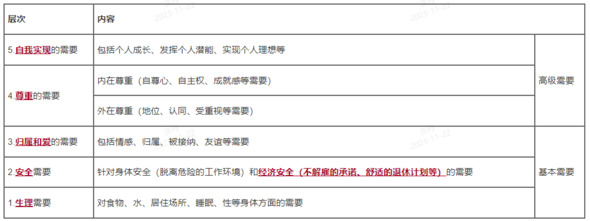 层次
内容
5 自我实现的需要
包括个人成长、发挥个人潜能、实现个人理想等
高级需要
4 尊重的需要
内在尊重（自尊心、自主权、成就感等需要）
外在尊重（地位、认同、受重视等需要）
3 归属和爱的需要
包括情感、归属、被接纳、友谊等需要
基本需要
2 安全需要
针对身体安全（脱离危险的工作环境）和经济安全（不解雇的承诺、舒适的退休计划等）的需要
1 生理需要
对食物、水、居住场所、睡眠、性等身体方面的需要